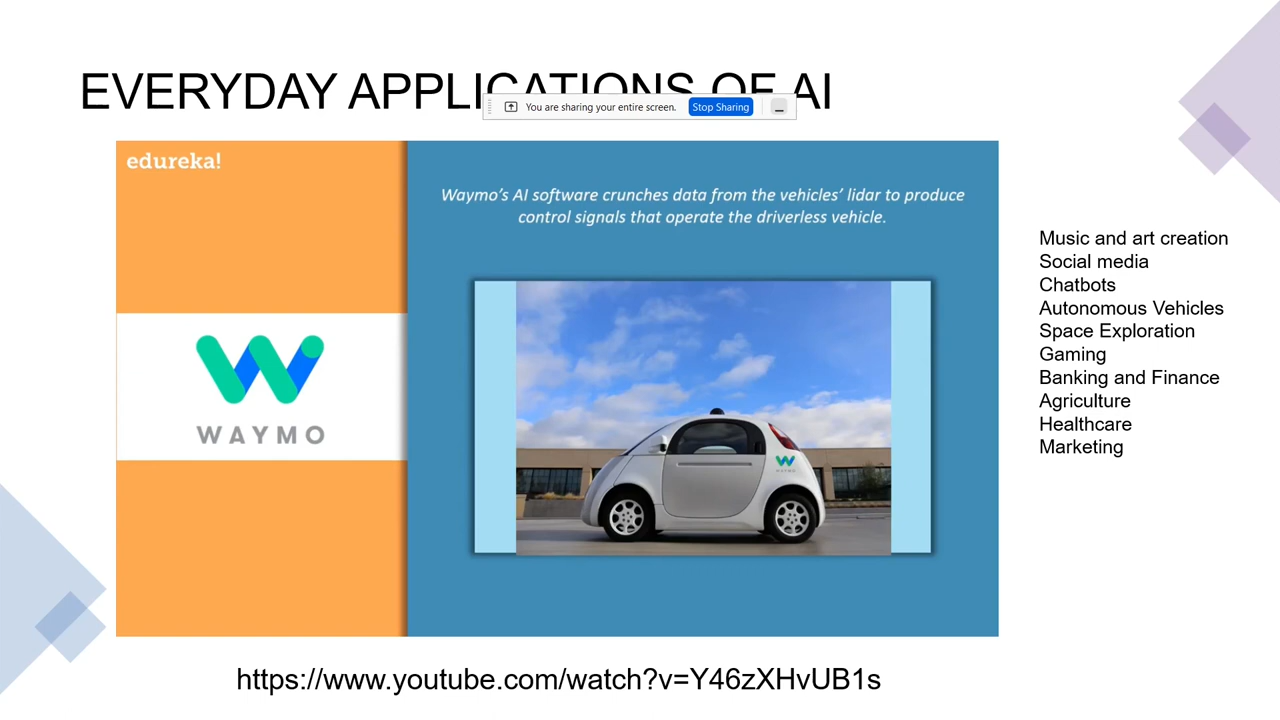 EVERYDAY APPLICATIONS OF AI
You are sharing your entire screen. Stop Sharing
edureka!
Waymo's AI software crunches data from the vehicles' lidar to produce
control signals that operate the driverless vehicle.
WAYMO
WAYMO
Music and art creation
Social media
Chatbots
Autonomous Vehicles
Space Exploration
Gaming
Banking and Finance
Agriculture
Healthcare
Marketing
https://www.youtube.com/watch?v=Y46zXHvUB1s